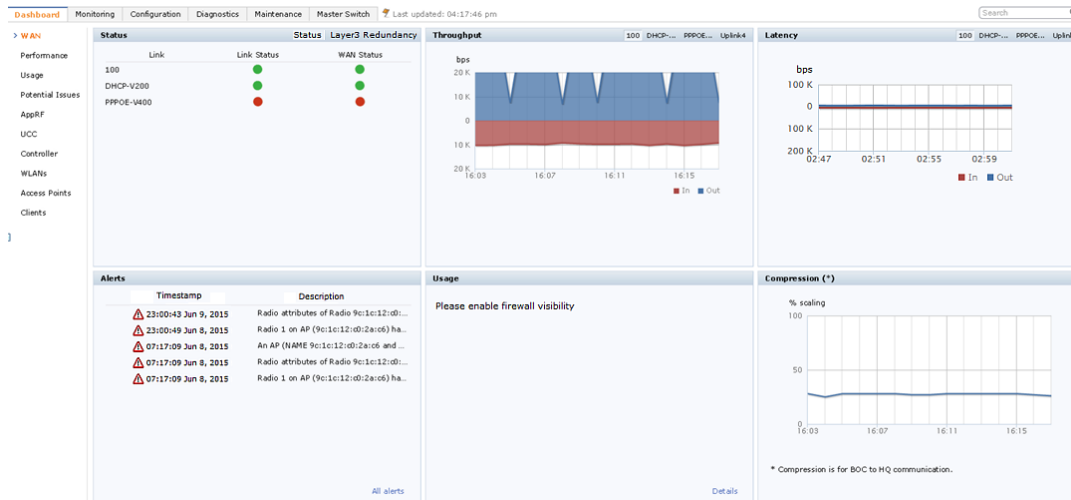 Dashboard Monitoring Configuration Diagnostics Maintenance Master Switch Last updated: 04:17:46 pm Search
> WAN
Performance
Usage
Potential Issues
AppRF
UCC
Controller
WLANs
Access Points
Clients
Status Status Layer3 Redundancy
Link Link Status WAN Status
100
DHCP-V200
PPPOE-V400
Throughput 100 DHCP-... PPPOE... Uplink4
bps
20 K
10 K
0
10 K
20 K
16:03 16:07 16:11 16:15
In Out
Latency 100 DHCP-... PPPOE... Uplink
bps
100 K
0
100 K
200 K
02:47 02:51 02:55 02:59
In Out
Alerts
Timestamp Description
23:00:43 Jun 9, 2015 Radio attributes of Radio 9c:1c:12:c0:...
23:00:49 Jun 8, 2015 Radio 1 on AP (9c:1c:12:c0:2a:c6) ha...
07:17:09 Jun 8, 2015 An AP (NAME 9c:1c:12:c0:2a:c6 and ...
07:17:09 Jun 8, 2015 Radio attributes of Radio 9c:1c:12:c0:...
07:17:09 Jun 8, 2015 Radio 1 on AP (9c:1c:12:c0:2a:c6) ha...
All alerts
Usage
Please enable firewall visibility
Details
Compression (*)
% scaling
100
50
0
16:03 16:07 16:11 16:15
* Compression is for BOC to HQ communication.